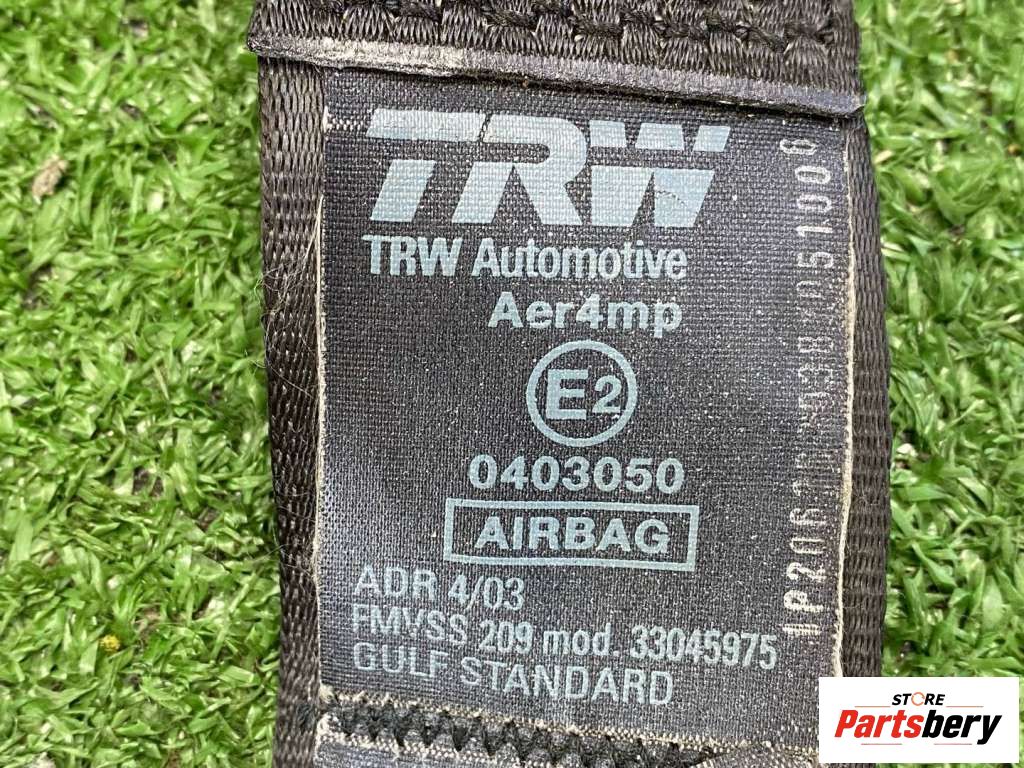 TRW
TRW Automotive
Aer4mp
E2
0403050
AIRBAG
ADR 4/03
FMVSS 209 mod. 33045975
GULF STANDARD
STORE
Partsbery